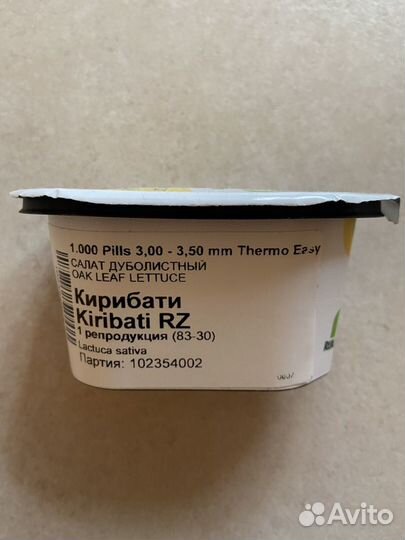 1.000 Pills 3,00 - 3,50 mm Thermo Easy
САЛАТ ДУБОЛИСТНЫЙ
OAK LEAF LETTUCE
Кирибати
Kiribati RZ
1 репродукция (83-30)
Lactuca sativa
Партия: 102354002
Avito